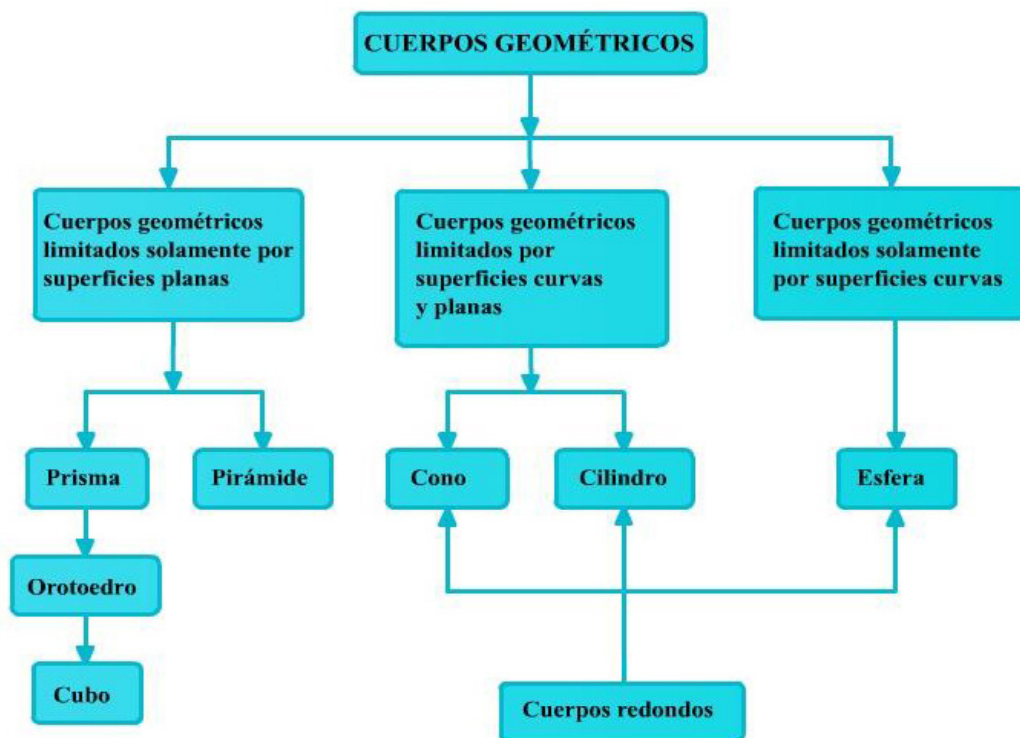 CUERPOS GEOMÉTRICOS
Cuerpos geométricos
limitados solamente por
superficies planas
Cuerpos geométricos
limitados por
superficies curvas
y planas
Cuerpos geométricos
limitados solamente
por superficies curvas
Prisma
Pirámide
Cono
Cilindro
Esfera
Orotoedro
Cubo
Cuerpos redondos